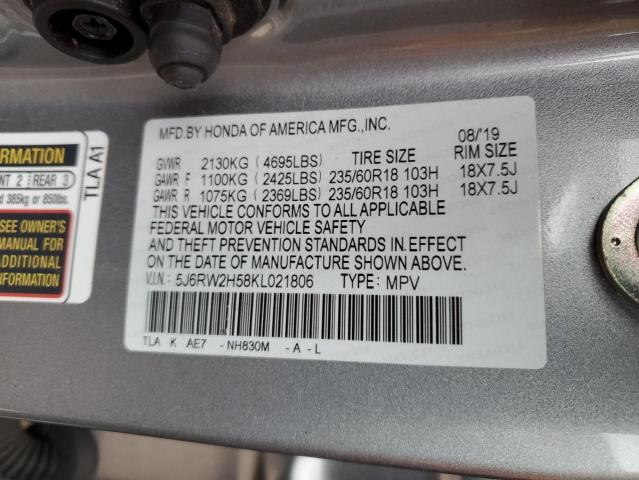 ORMATION
NT 2 REAR 3
d 385kg or 850lbs.
SEE OWNER'S
MANUAL FOR
ADDITIONAL
INFORMATION
TLA A1
MFD.BY HONDA OF AMERICA MFG.,INC. 08/'19
GVWR 2130KG (4695LBS) TIRE SIZE RIM SIZE
GAWR F 1100KG (2425LBS) 235/60R18 103H 18X7.5J
GAWR R 1075KG (2369LBS) 235/60R18 103H 18X7.5J
THIS VEHICLE CONFORMS TO ALL APPLICABLE
FEDERAL MOTOR VEHICLE SAFETY
AND THEFT PREVENTION STANDARDS IN EFFECT
ON THE DATE OF MANUFACTURE SHOWN ABOVE.
V.I.N.: 5J6RW2H58KL021806 TYPE: MPV
TLA K AE7 -NH830M -A-L